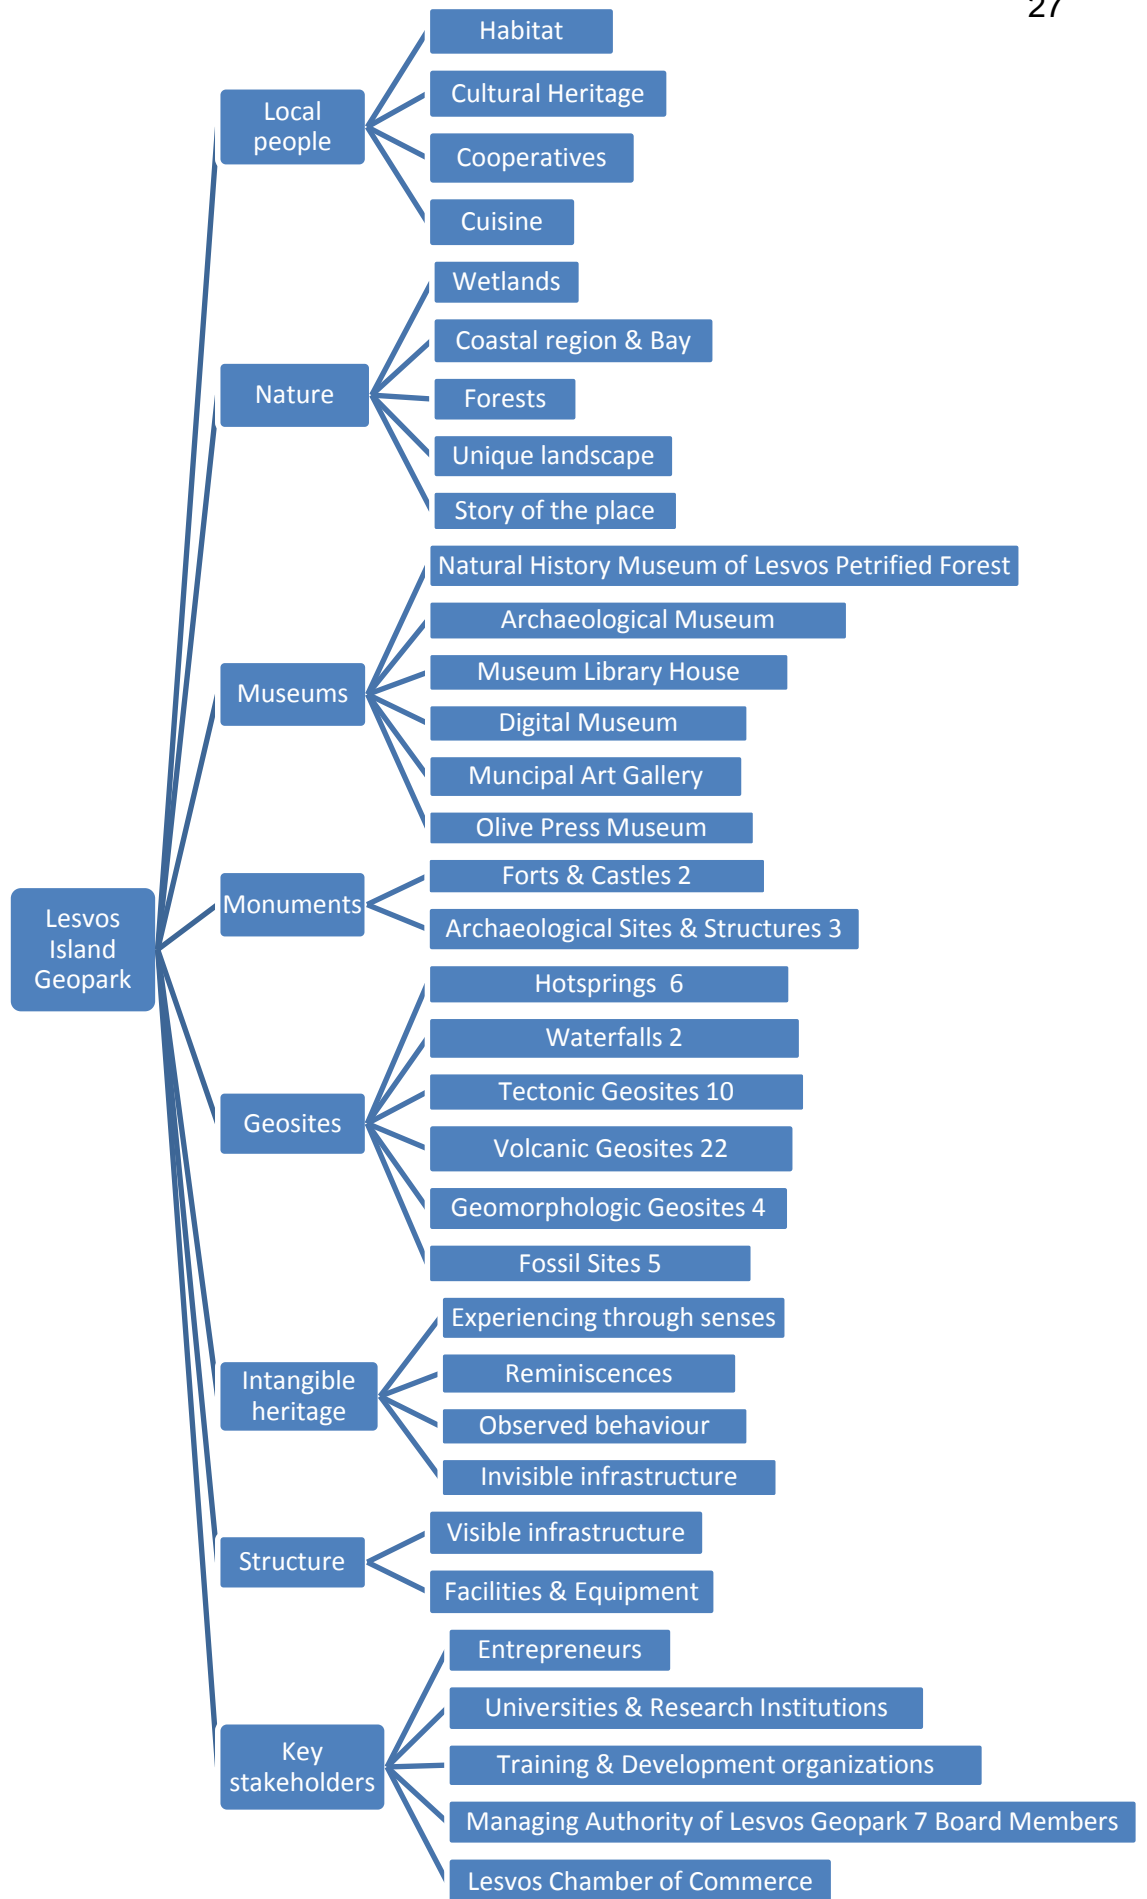 27
Lesvos
Island
Geopark
Local
people
Habitat
Cultural Heritage
Cooperatives
Cuisine
Nature
Wetlands
Coastal region & Bay
Forests
Unique landscape
Story of the place
Museums
Natural History Museum of Lesvos Petrified Forest
Archaeological Museum
Museum Library House
Digital Museum
Muncipal Art Gallery
Olive Press Museum
Monuments
Forts & Castles 2
Archaeological Sites & Structures 3
Geosites
Hotsprings 6
Waterfalls 2
Tectonic Geosites 10
Volcanic Geosites 22
Geomorphologic Geosites 4
Fossil Sites 5
Intangible
heritage
Experiencing through senses
Reminiscences
Observed behaviour
Invisible infrastructure
Structure
Visible infrastructure
Facilities & Equipment
Key
stakeholders
Entrepreneurs
Universities & Research Institutions
Training & Development organizations
Managing Authority of Lesvos Geopark 7 Board Members
Lesvos Chamber of Commerce